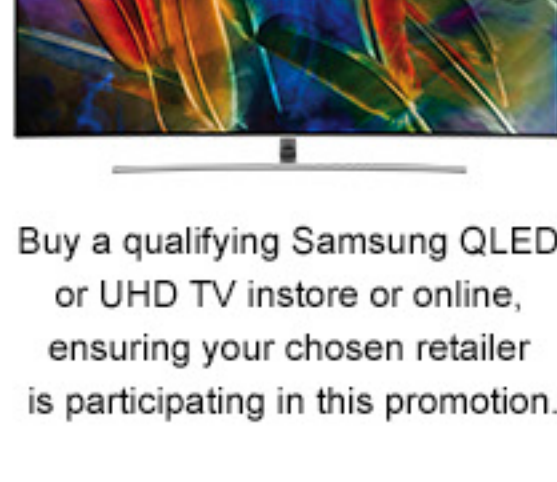 Buy a qualifying Samsung QLED
or UHD TV instore or online,
ensuring your chosen retailer
is participating in this promotion.